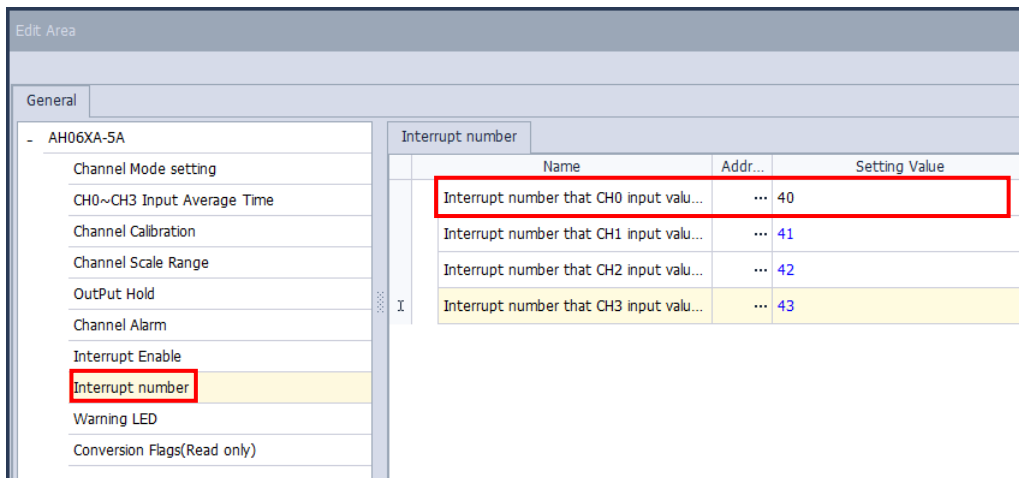 Edit Area
General
- AH06XA-5A
Channel Mode setting
CH0~CH3 Input Average Time
Channel Calibration
Channel Scale Range
OutPut Hold
Channel Alarm
Interrupt Enable
Interrupt number
Warning LED
Conversion Flags(Read only)
Interrupt number
Name Addr... Setting Value
Interrupt number that CH0 input valu... ... 40
Interrupt number that CH1 input valu... ... 41
Interrupt number that CH2 input valu... ... 42
Interrupt number that CH3 input valu... ... 43